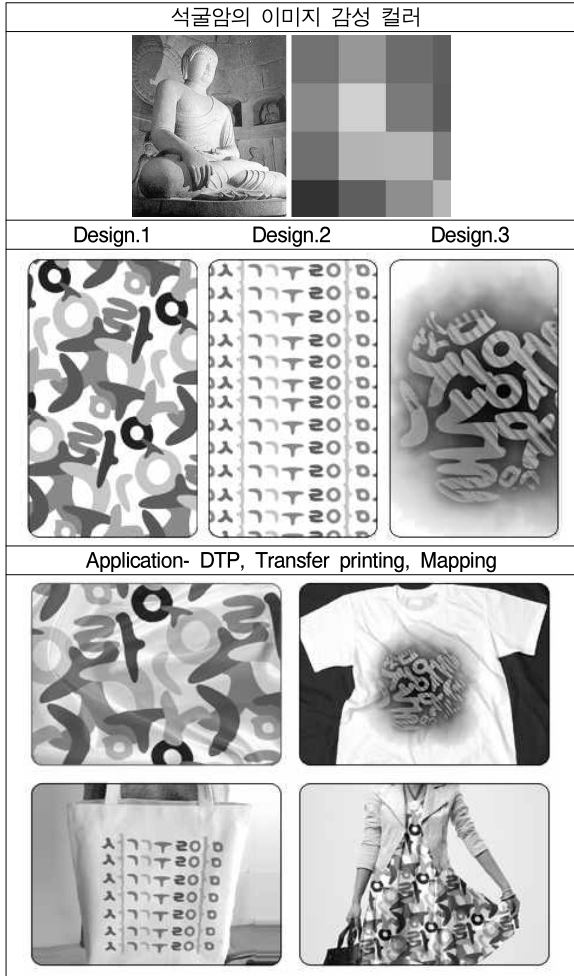 석굴암의 이미지 감성 컬러
Design.1 Design.2 Design.3
Application- DTP, Transfer printing, Mapping